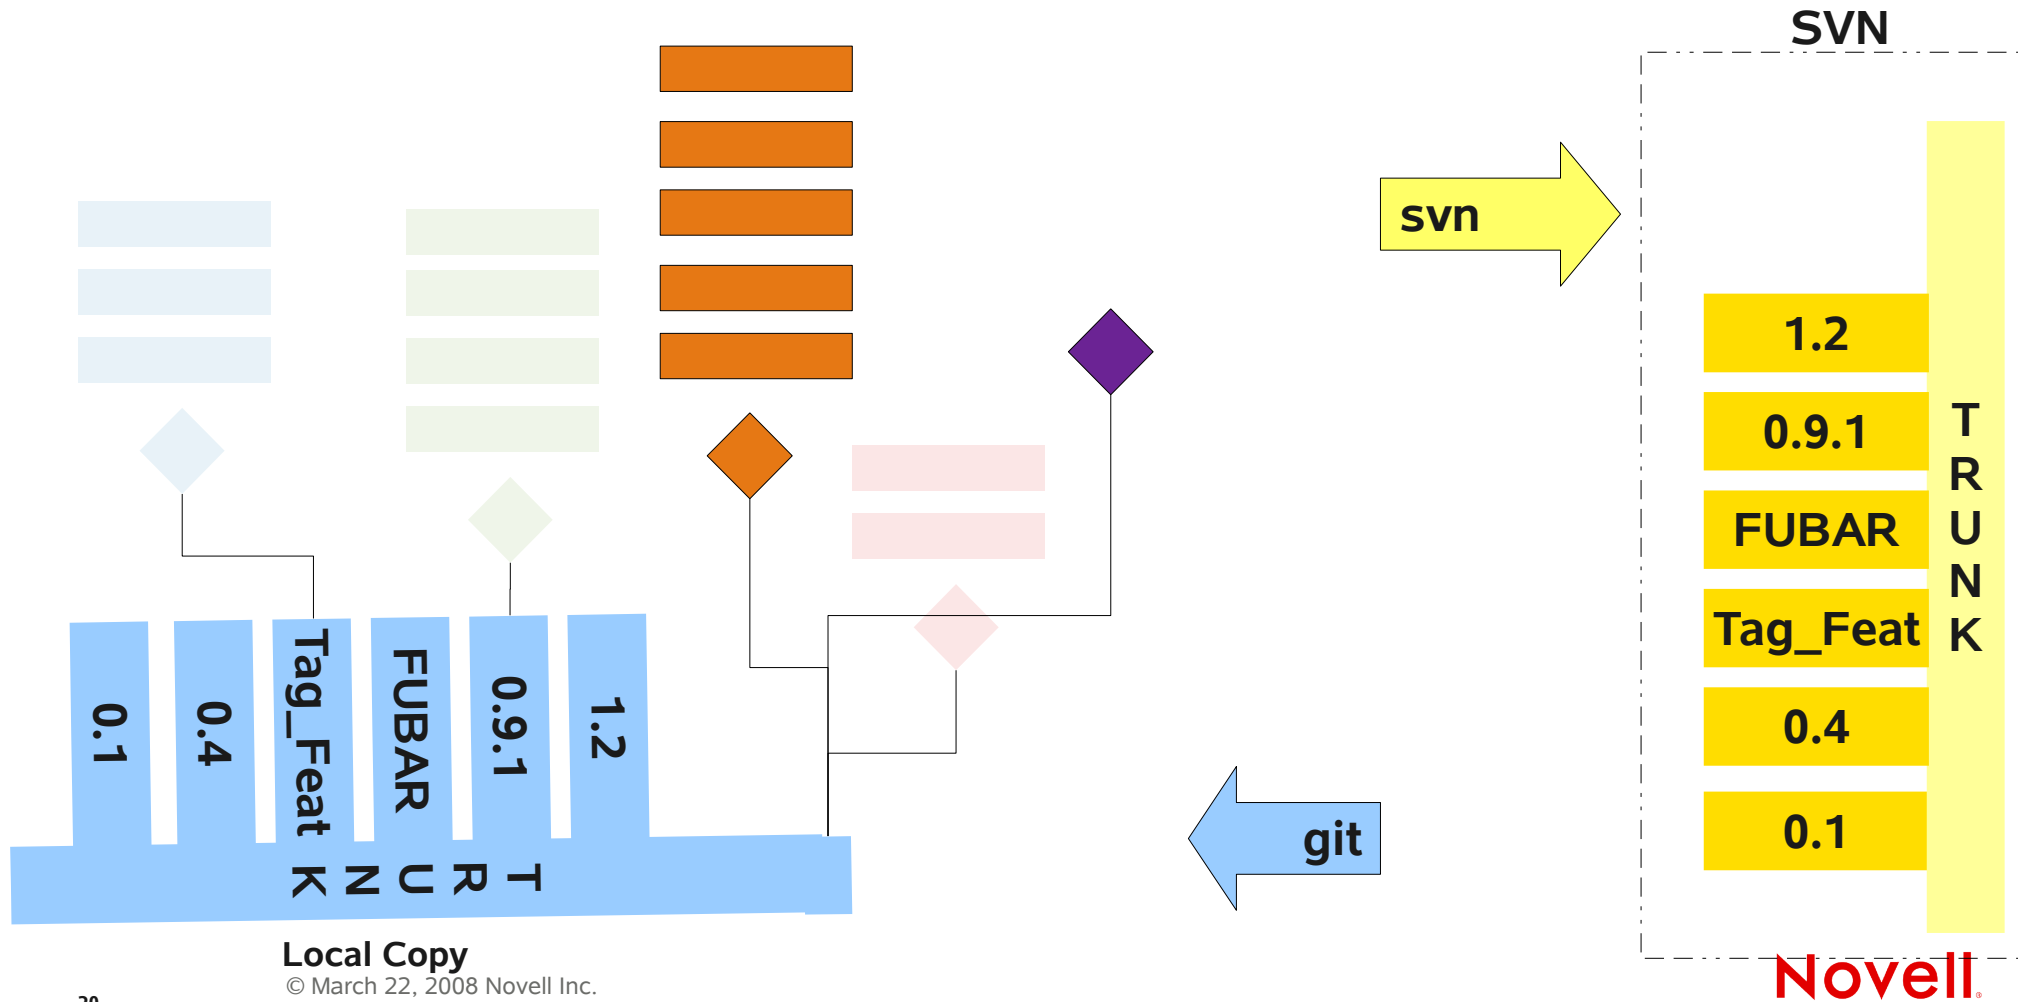 SVN
svn
1.2
0.9.1
FUBAR
Tag_Feat
0.4
0.1
TRUNK
0.1
0.4
Tag_Feat
FUBAR
0.9.1
1.2
TRUNK
git
Local Copy
© March 22, 2008 Novell Inc.
Novell